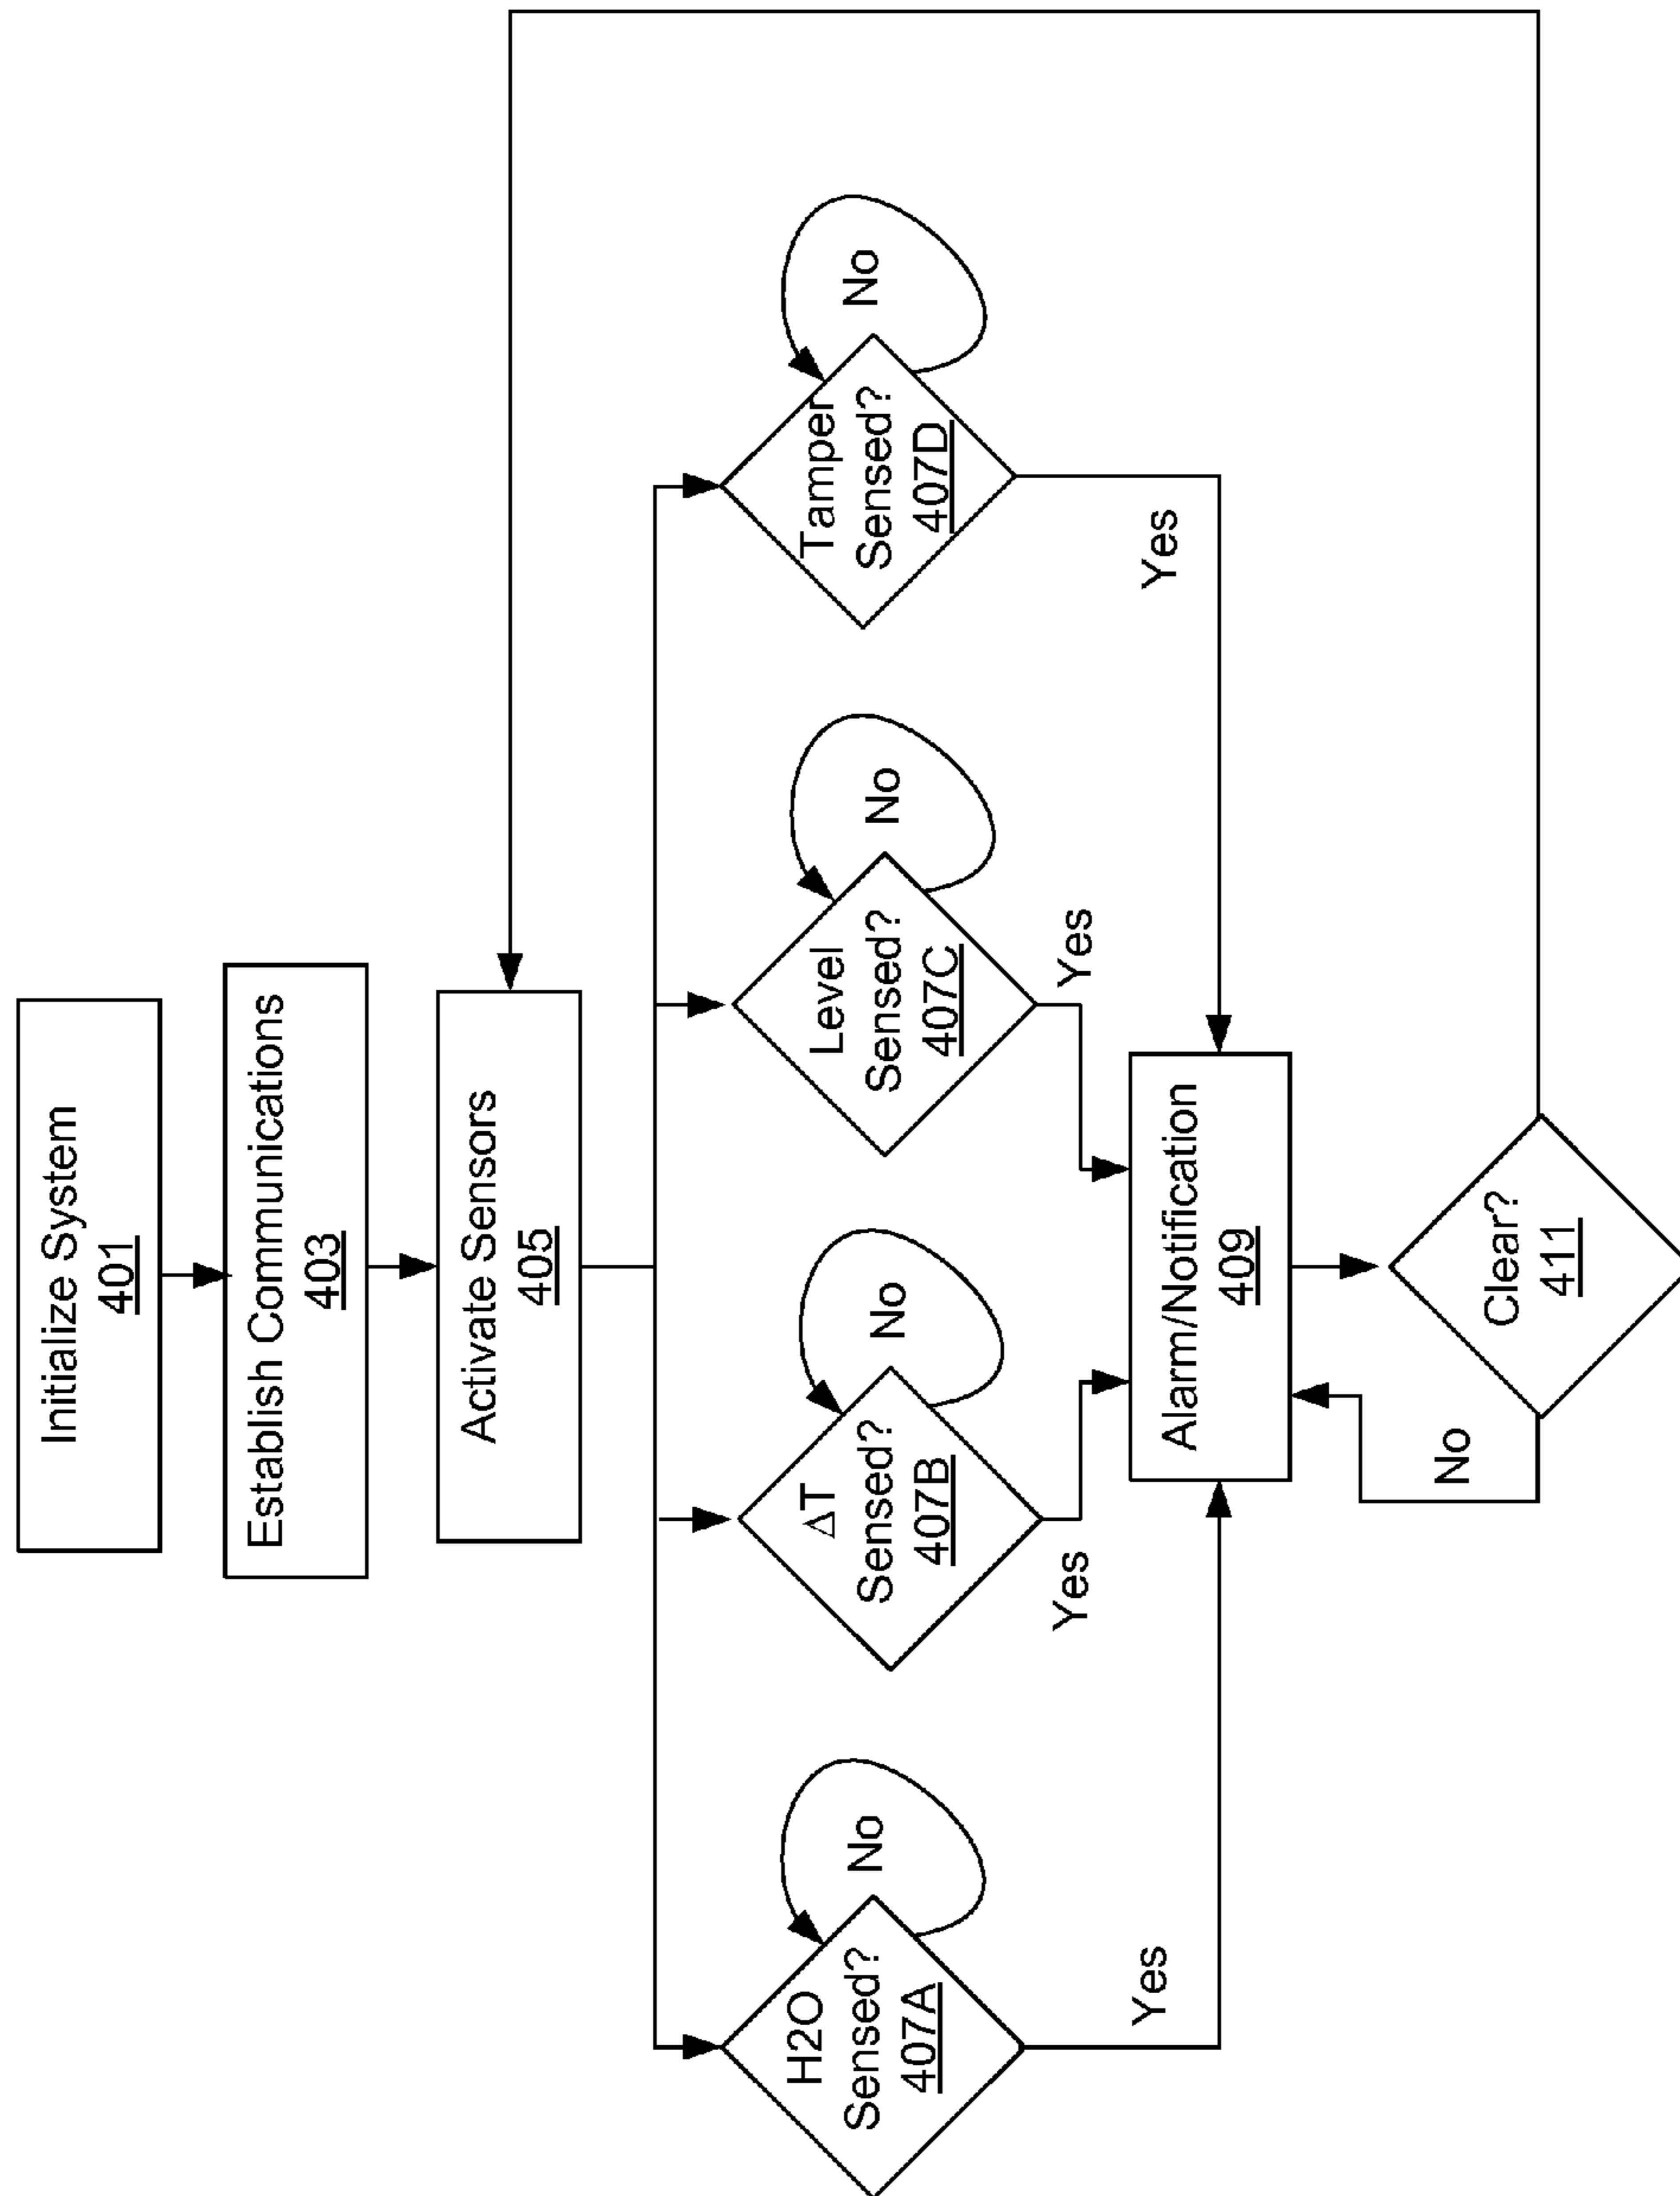 Initialize System
401
Establish Communications
403
Activate Sensors
405
H2O
Sensed?
407A
No
Yes
ΔT
Sensed?
407B
No
Yes
Level
Sensed?
407C
No
Yes
Tamper
Sensed?
407D
No
Yes
Alarm/Notification
409
No
Clear?
411